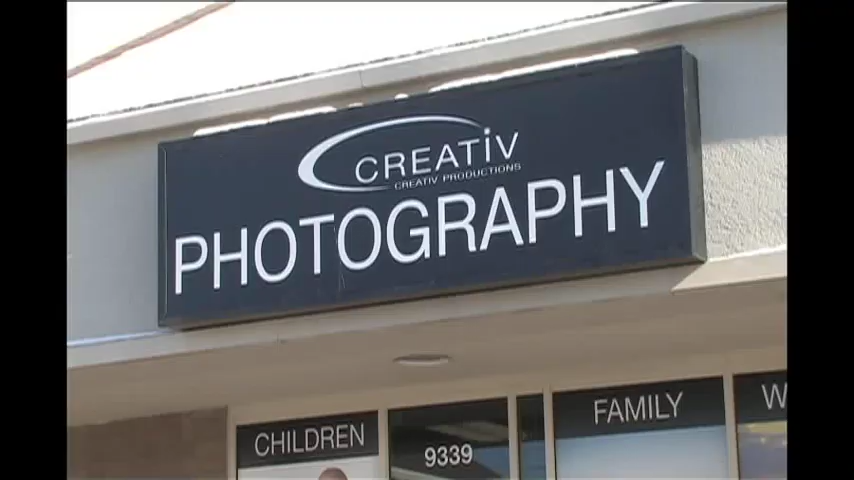 CREATiV
CREATIV PRODUCTIONS
PHOTOGRAPHY
CHILDREN
9339
FAMILY
W